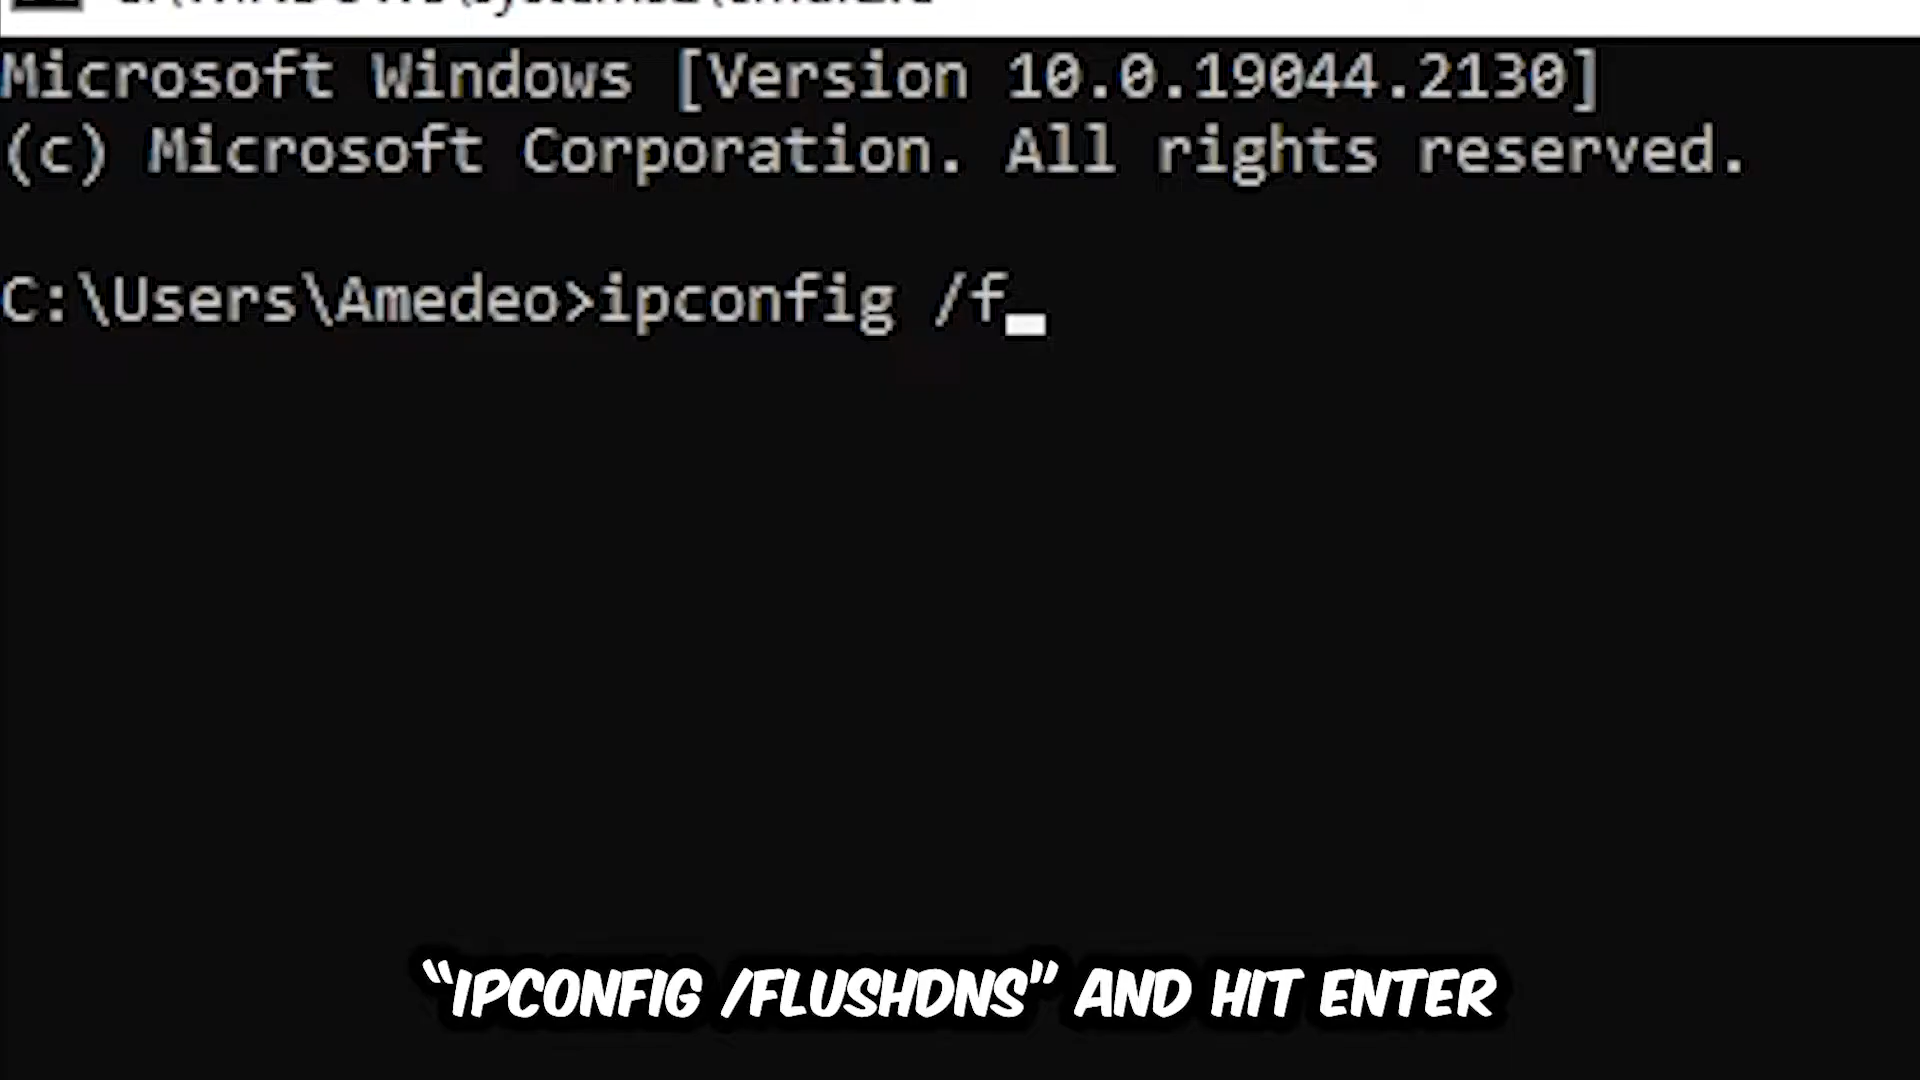 Microsoft Windows [Version 10.0.19044.2130]
(c) Microsoft Corporation. All rights reserved.
C:\Users\Amedeo>ipconfig /f_
“IPCONFIG /FLUSHDNS” AND HIT ENTER